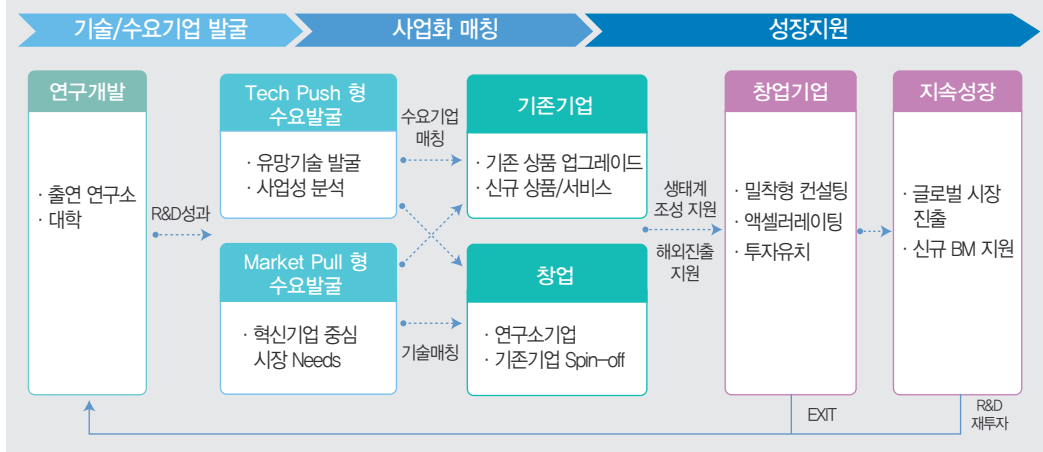 기술/수요기업 발굴
사업화 매칭
성장지원
연구개발
· 출연 연구소
· 대학
R&D성과
Tech Push 형
수요발굴
· 유망기술 발굴
· 사업성 분석
Market Pull 형
수요발굴
· 혁신기업 중심
시장 Needs
수요기업
매칭
기술매칭
기존기업
· 기존 상품 업그레이드
· 신규 상품/서비스
창업
· 연구소기업
· 기존기업 Spin-off
생태계
조성 지원
해외진출
지원
창업기업
· 밀착형 컨설팅
· 액셀러레이팅
· 투자유치
지속성장
· 글로벌 시장
진출
· 신규 BM 지원
EXIT
R&D
재투자